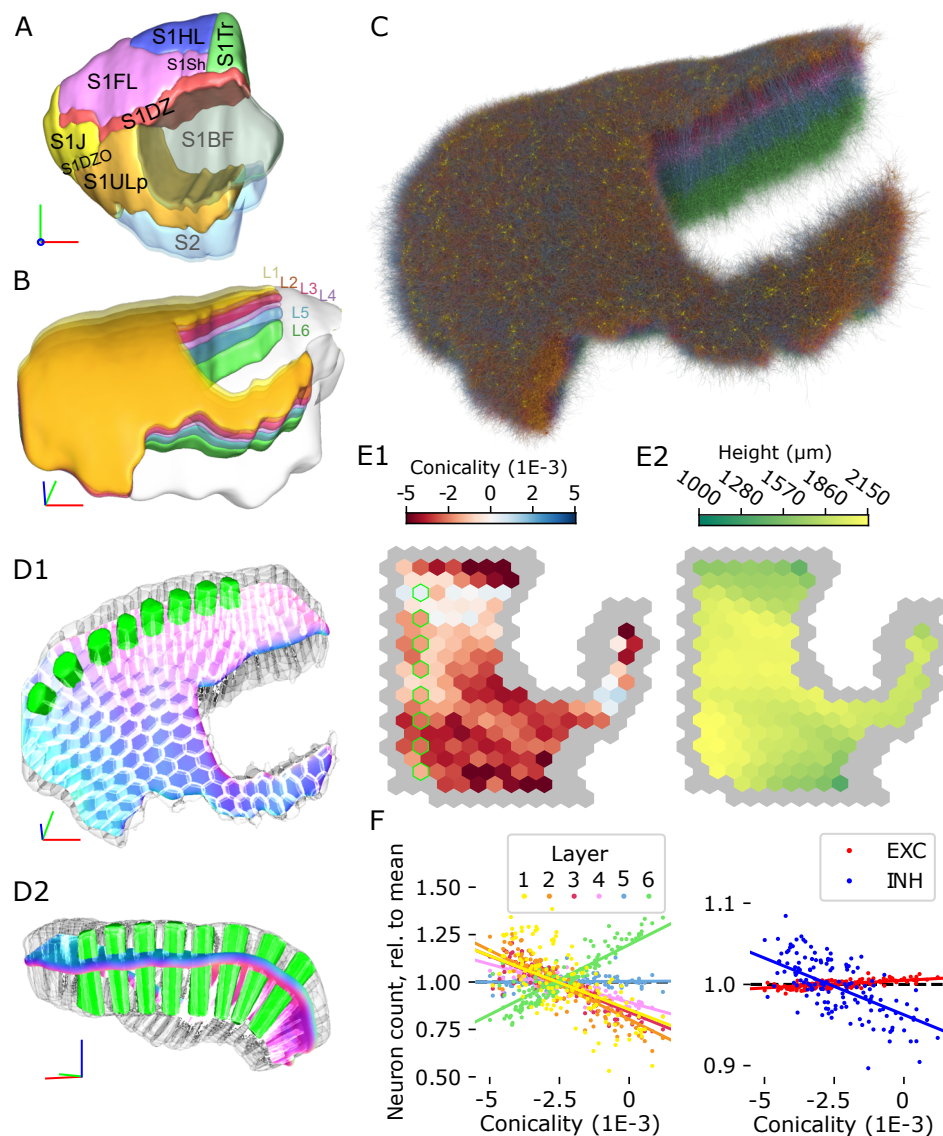 A
S1HL
S1Tr
S1Sh
S1FL
S1DZ
S1BF
S1J
S1DZO
S1ULp
S2
B
L1
L2
L3
L4
L5
L6
C
D1
D2
E1
Conicality (1E-3)
-5 -2 0 2 5
E2
Height (µm)
1000 1280 1570 1860 2150
F
Neuron count, rel. to mean
1.50
1.25
1.00
0.75
0.50
Layer
1 2 3 4 5 6
-5 -2.5 0
Conicality (1E-3)
EXC
INH
1.1
1.0
0.9
-5 -2.5 0
Conicality (1E-3)